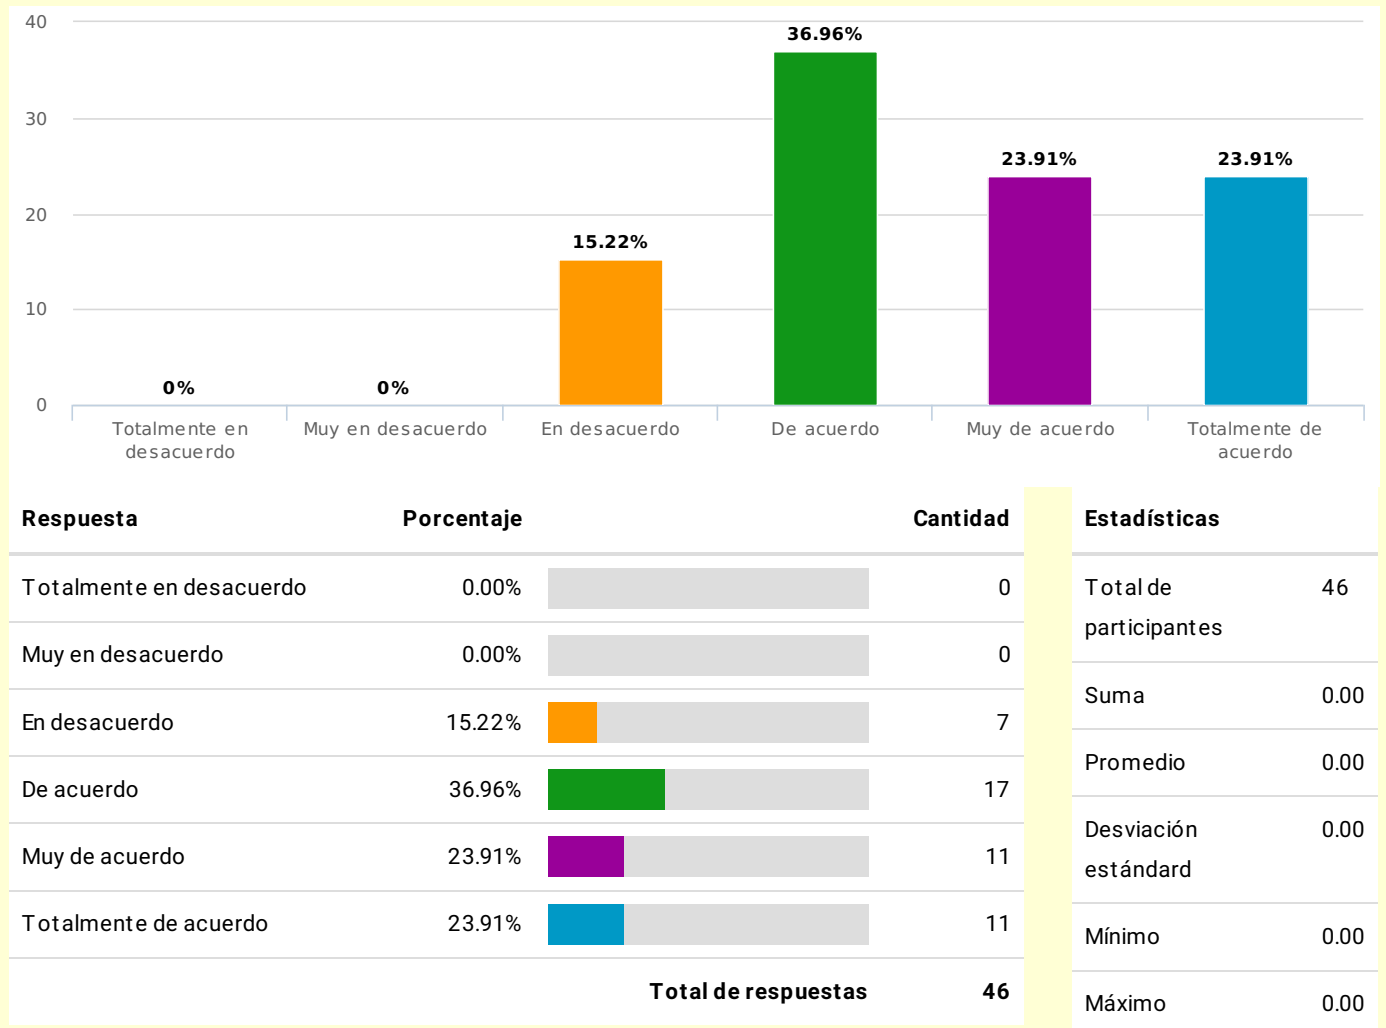 40
36.96%
30
23.91% 23.91%
20
15.22%
10
0% 0%
0
Totalmente en desacuerdo
Muy en desacuerdo
En desacuerdo
De acuerdo
Muy de acuerdo
Totalmente de acuerdo
Respuesta Porcentaje Cantidad
Totalmente en desacuerdo 0.00% 0
Muy en desacuerdo 0.00% 0
En desacuerdo 15.22% 7
De acuerdo 36.96% 17
Muy de acuerdo 23.91% 11
Totalmente de acuerdo 23.91% 11
Total de respuestas 46
Estadísticas
Total de 46
participantes
Suma 0.00
Promedio 0.00
Desviación 0.00
estándard
Mínimo 0.00
Máximo 0.00